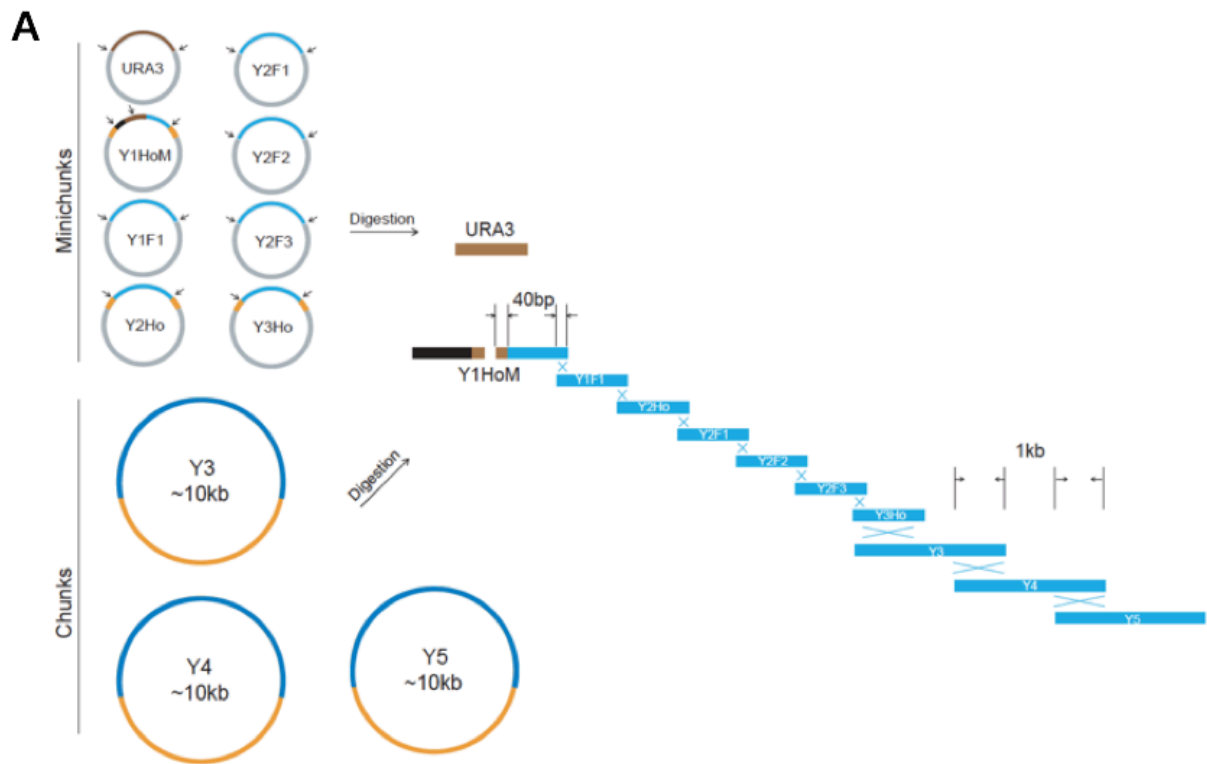 A
Minichunks
URA3
Y2F1
Y1HoM
Y2F2
Y1F1
Y2F3
Y2Ho
Y3Ho
Digestion
URA3
40bp
Y1HoM
Y1F1
Y2Ho
Y2F1
Y2F2
Y2F3
Y3Ho
Y3
Y4
Y5
1kb
Chunks
Digestion
Y3
~10kb
Y4
~10kb
Y5
~10kb